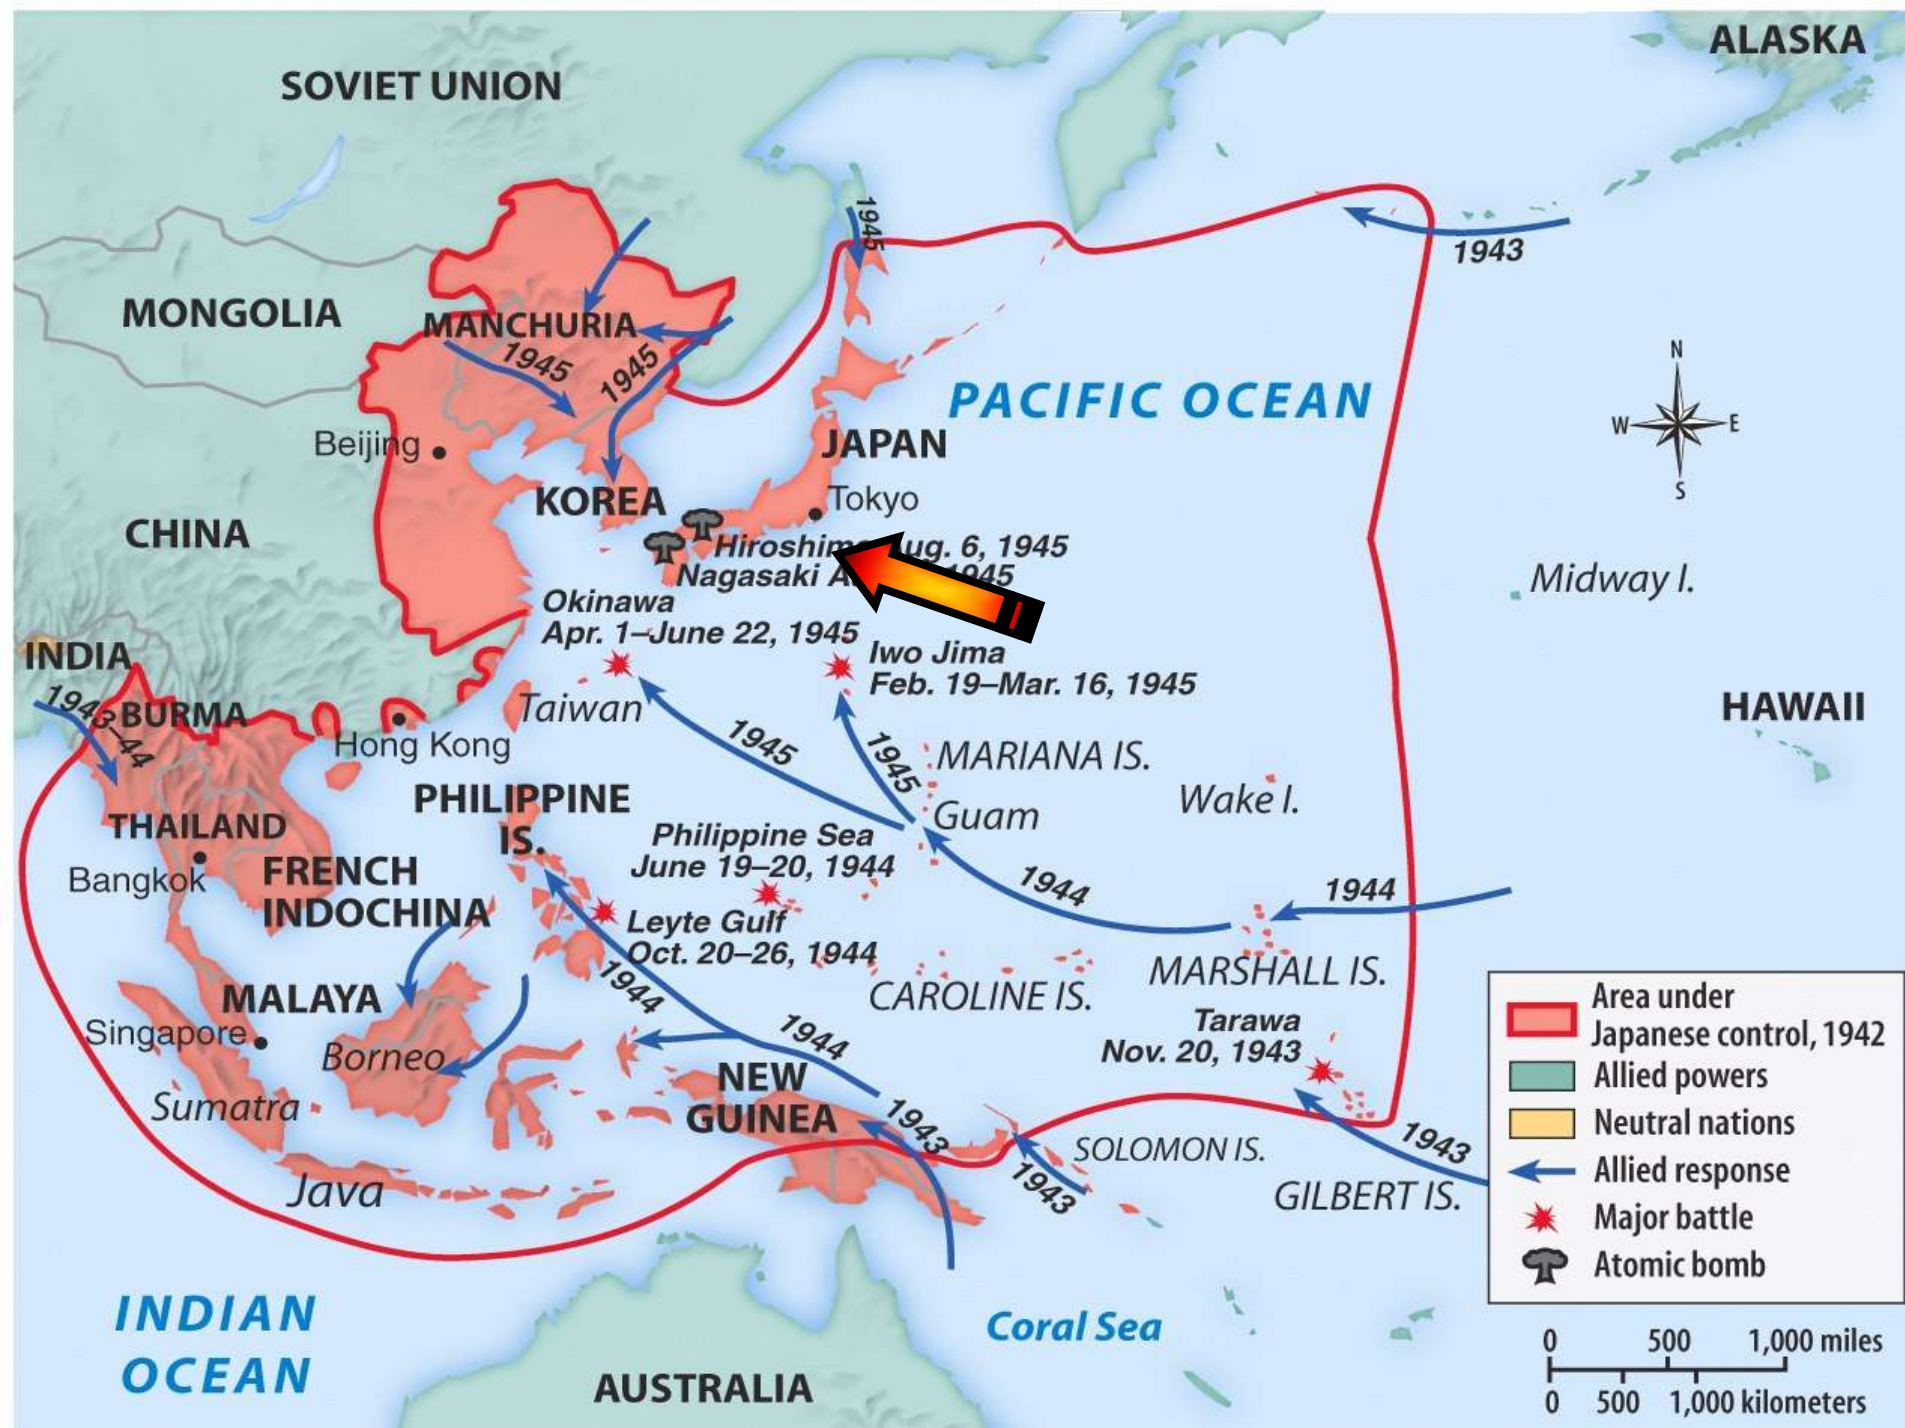 ALASKA
SOVIET UNION
1945
1943
MONGOLIA
MANCHURIA
1945
1945
N
W
E
S
PACIFIC OCEAN
Beijing
JAPAN
KOREA
Tokyo
CHINA
Hiroshima Aug. 6, 1945
Nagasaki 1945
Midway I.
Okinawa
Apr. 1–June 22, 1945
Iwo Jima
Feb. 19–Mar. 16, 1945
INDIA
1943–44
BURMA
Taiwan
HAWAII
Hong Kong
1945
1945
MARIANA IS.
Wake I.
PHILIPPINE
IS.
Guam
THAILAND
Bangkok
FRENCH
INDOCHINA
Philippine Sea
June 19–20, 1944
1944
1944
Leyte Gulf
Oct. 20–26, 1944
1944
CAROLINE IS.
MARSHALL IS.
MALAYA
Singapore
Borneo
Sumatra
Java
1944
Tarawa
Nov. 20, 1943
NEW
GUINEA
1943
1943
SOLOMON IS.
1943
GILBERT IS.
Area under
Japanese control, 1942
Allied powers
Neutral nations
Allied response
Major battle
Atomic bomb
INDIAN
OCEAN
Coral Sea
AUSTRALIA
0 500 1,000 miles
0 500 1,000 kilometers